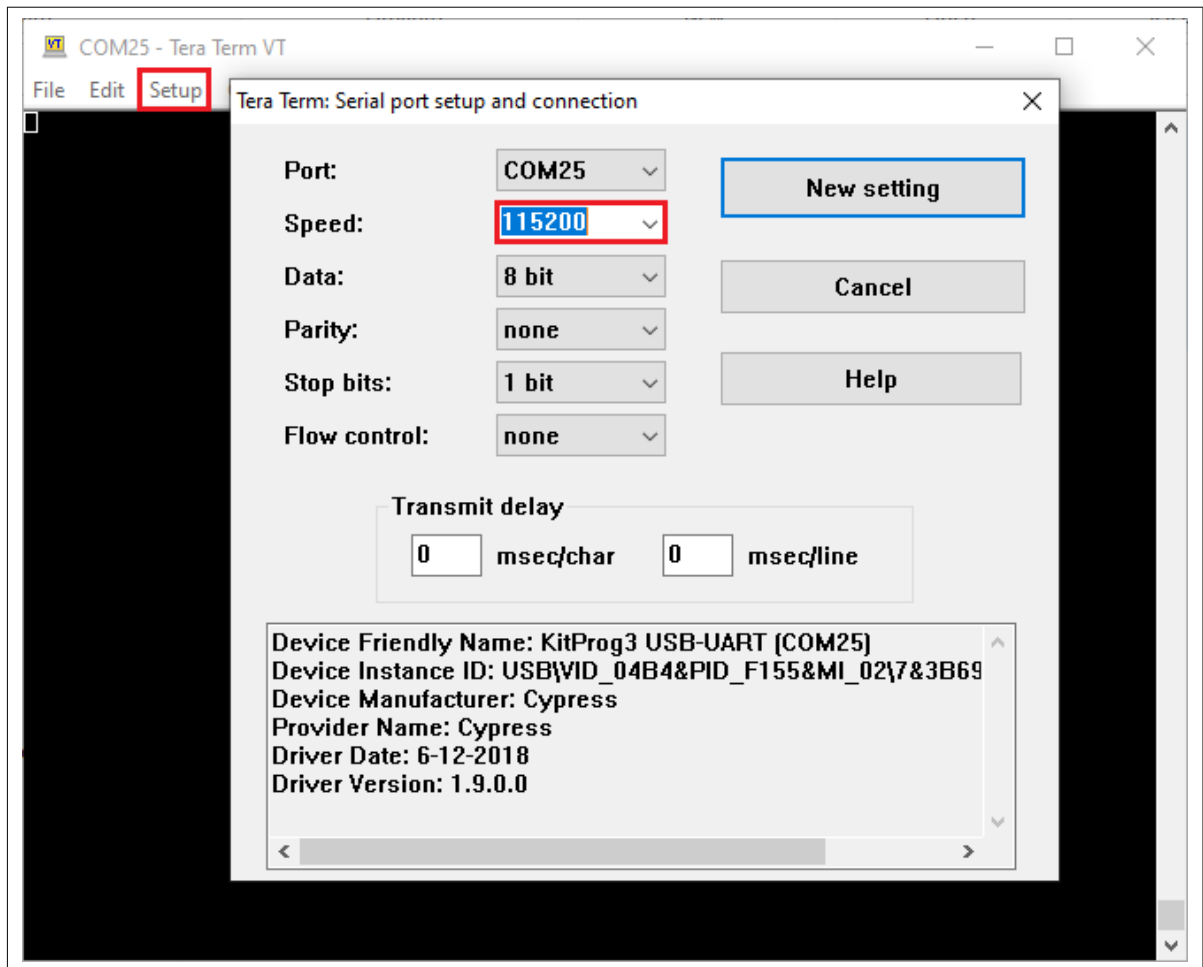 COM25 - Tera Term VT
File Edit Setup
Tera Term: Serial port setup and connection
Port: COM25
New setting
Speed: 115200
Data: 8 bit
Cancel
Parity: none
Stop bits: 1 bit
Help
Flow control: none
Transmit delay
0 msec/char 0 msec/line
Device Friendly Name: KitProg3 USB-UART (COM25)
Device Instance ID: USB\VID_04B4&PID_F155&MI_02\7&3B69
Device Manufacturer: Cypress
Provider Name: Cypress
Driver Date: 6-12-2018
Driver Version: 1.9.0.0